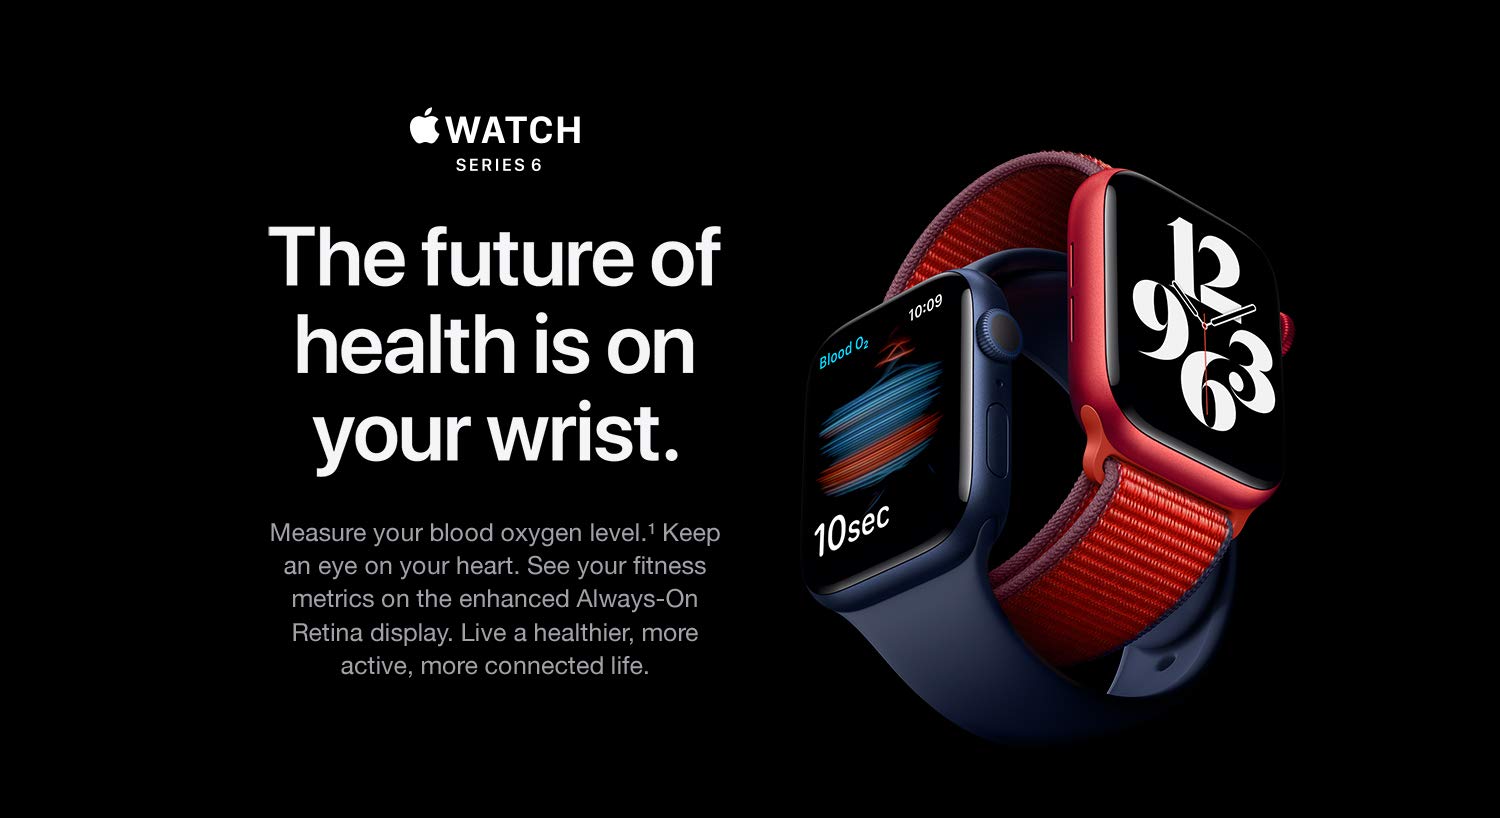 WATCH
SERIES 6
The future of
health is on
your wrist.
Measure your blood oxygen level.¹ Keep
an eye on your heart. See your fitness
metrics on the enhanced Always-On
Retina display. Live a healthier, more
active, more connected life.
10:09
Blood O₂
10sec
12
9
3
6